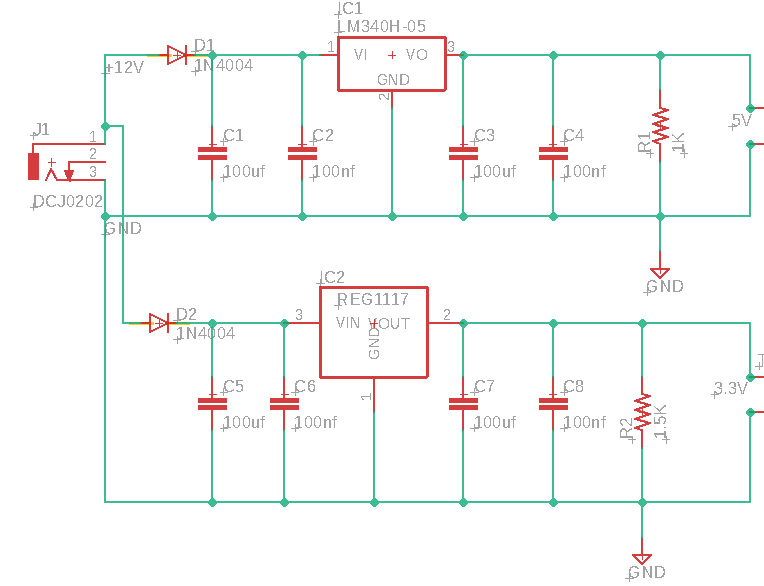 IC1
LM340H-05
D1
+12V
1N4004
1
VI
VO
3
GND
2
J1
1
2
3
DCJ0202
GND
C1
100uf
C2
100nf
C3
100uf
C4
100nf
R1
1K
5V
GND
IC2
REG1117
D2
1N4004
3
VIN
VOUT
GND
2
1
C5
100uf
C6
100nf
C7
100uf
C8
100nf
R2
1.5K
3.3V
GND